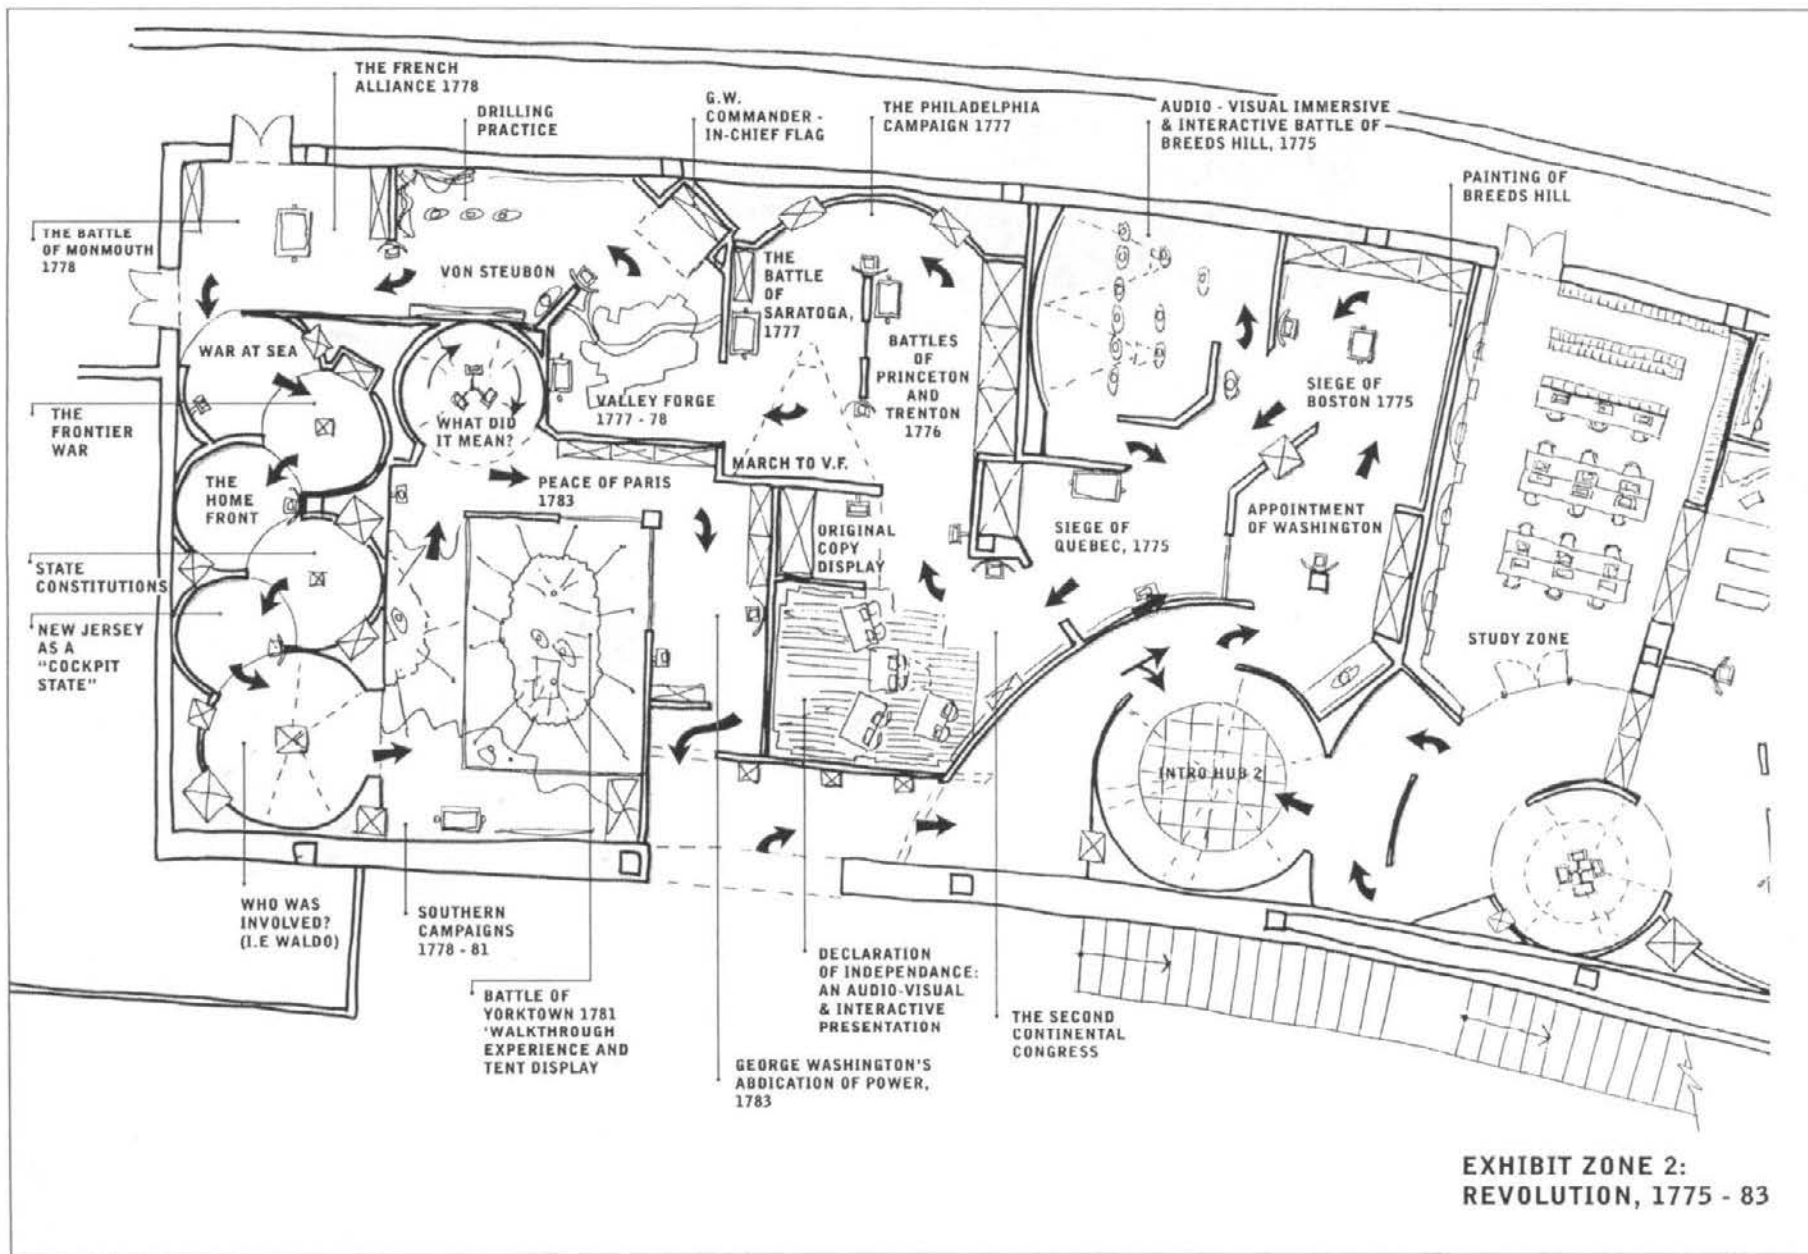 THE FRENCH
ALLIANCE 1778
DRILLING
PRACTICE
G.W.
COMMANDER -
IN-CHIEF FLAG
THE PHILADELPHIA
CAMPAIGN 1777
AUDIO - VISUAL IMMERSIVE
& INTERACTIVE BATTLE OF
BREEDS HILL, 1775
PAINTING OF
BREEDS HILL
THE BATTLE
OF MONMOUTH
1778
VON STEUBON
THE
BATTLE
OF
SARATOGA,
1777
BATTLES
OF
PRINCETON
AND
TRENTON
1776
SIEGE OF
BOSTON 1775
WAR AT SEA
THE
FRONTIER
WAR
WHAT DID
IT MEAN?
VALLEY FORGE
1777 - 78
MARCH TO V.F.
PEACE OF PARIS
1783
THE
HOME
FRONT
ORIGINAL
COPY
DISPLAY
SIEGE OF
QUEBEC, 1775
APPOINTMENT
OF WASHINGTON
STATE
CONSTITUTIONS
NEW JERSEY
AS A
"COCKPIT
STATE"
STUDY ZONE
INTRO HUB 2
WHO WAS
INVOLVED?
(I.E WALDO)
SOUTHERN
CAMPAIGNS
1778 - 81
BATTLE OF
YORKTOWN 1781
'WALKTHROUGH
EXPERIENCE AND
TENT DISPLAY
GEORGE WASHINGTON'S
ABDICATION OF POWER,
1783
DECLARATION
OF INDEPENDANCE:
AN AUDIO-VISUAL
& INTERACTIVE
PRESENTATION
THE SECOND
CONTINENTAL
CONGRESS
EXHIBIT ZONE 2:
REVOLUTION, 1775 - 83